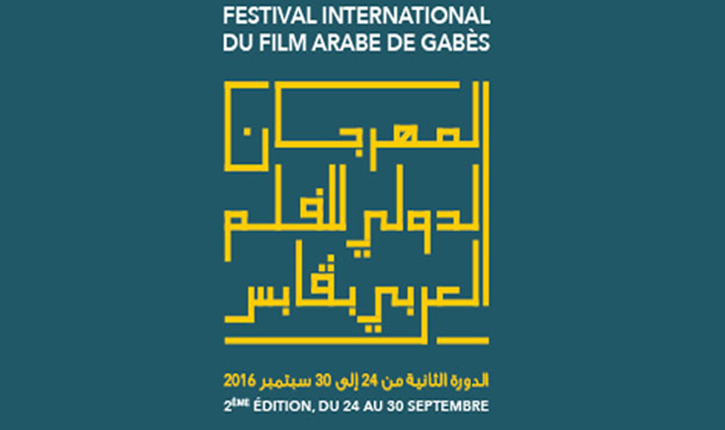 FESTIVAL INTERNATIONAL
DU FILM ARABE DE GABÈS
المهرجان
الدولي للفلم
العربي بڤابس
الدورة الثانية من 24 إلى 30 سبتمبر 2016
2ÈME ÉDITION, DU 24 AU 30 SEPTEMBRE